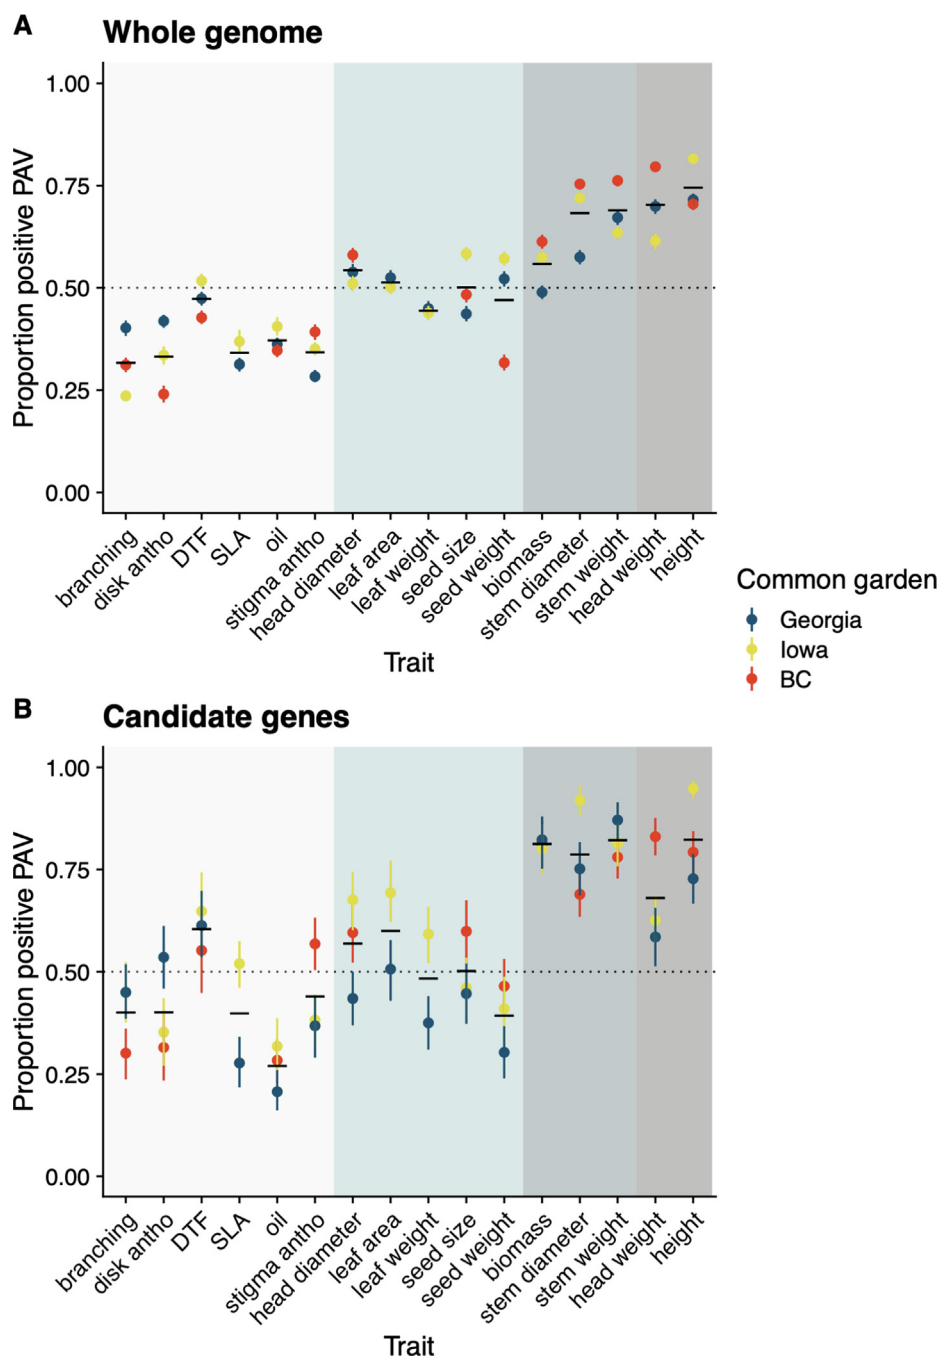 A
Whole genome
Proportion positive PAV
1.00
0.75
0.50
0.25
0.00
branching
disk antho
DTF
SLA
oil
stigma antho
head diameter
leaf area
leaf weight
seed size
seed weight
biomass
stem diameter
stem weight
head weight
height
Trait
Common garden
Georgia
Iowa
BC
B
Candidate genes
Proportion positive PAV
1.00
0.75
0.50
0.25
0.00
branching
disk antho
DTF
SLA
oil
stigma antho
head diameter
leaf area
leaf weight
seed size
seed weight
biomass
stem diameter
stem weight
head weight
height
Trait